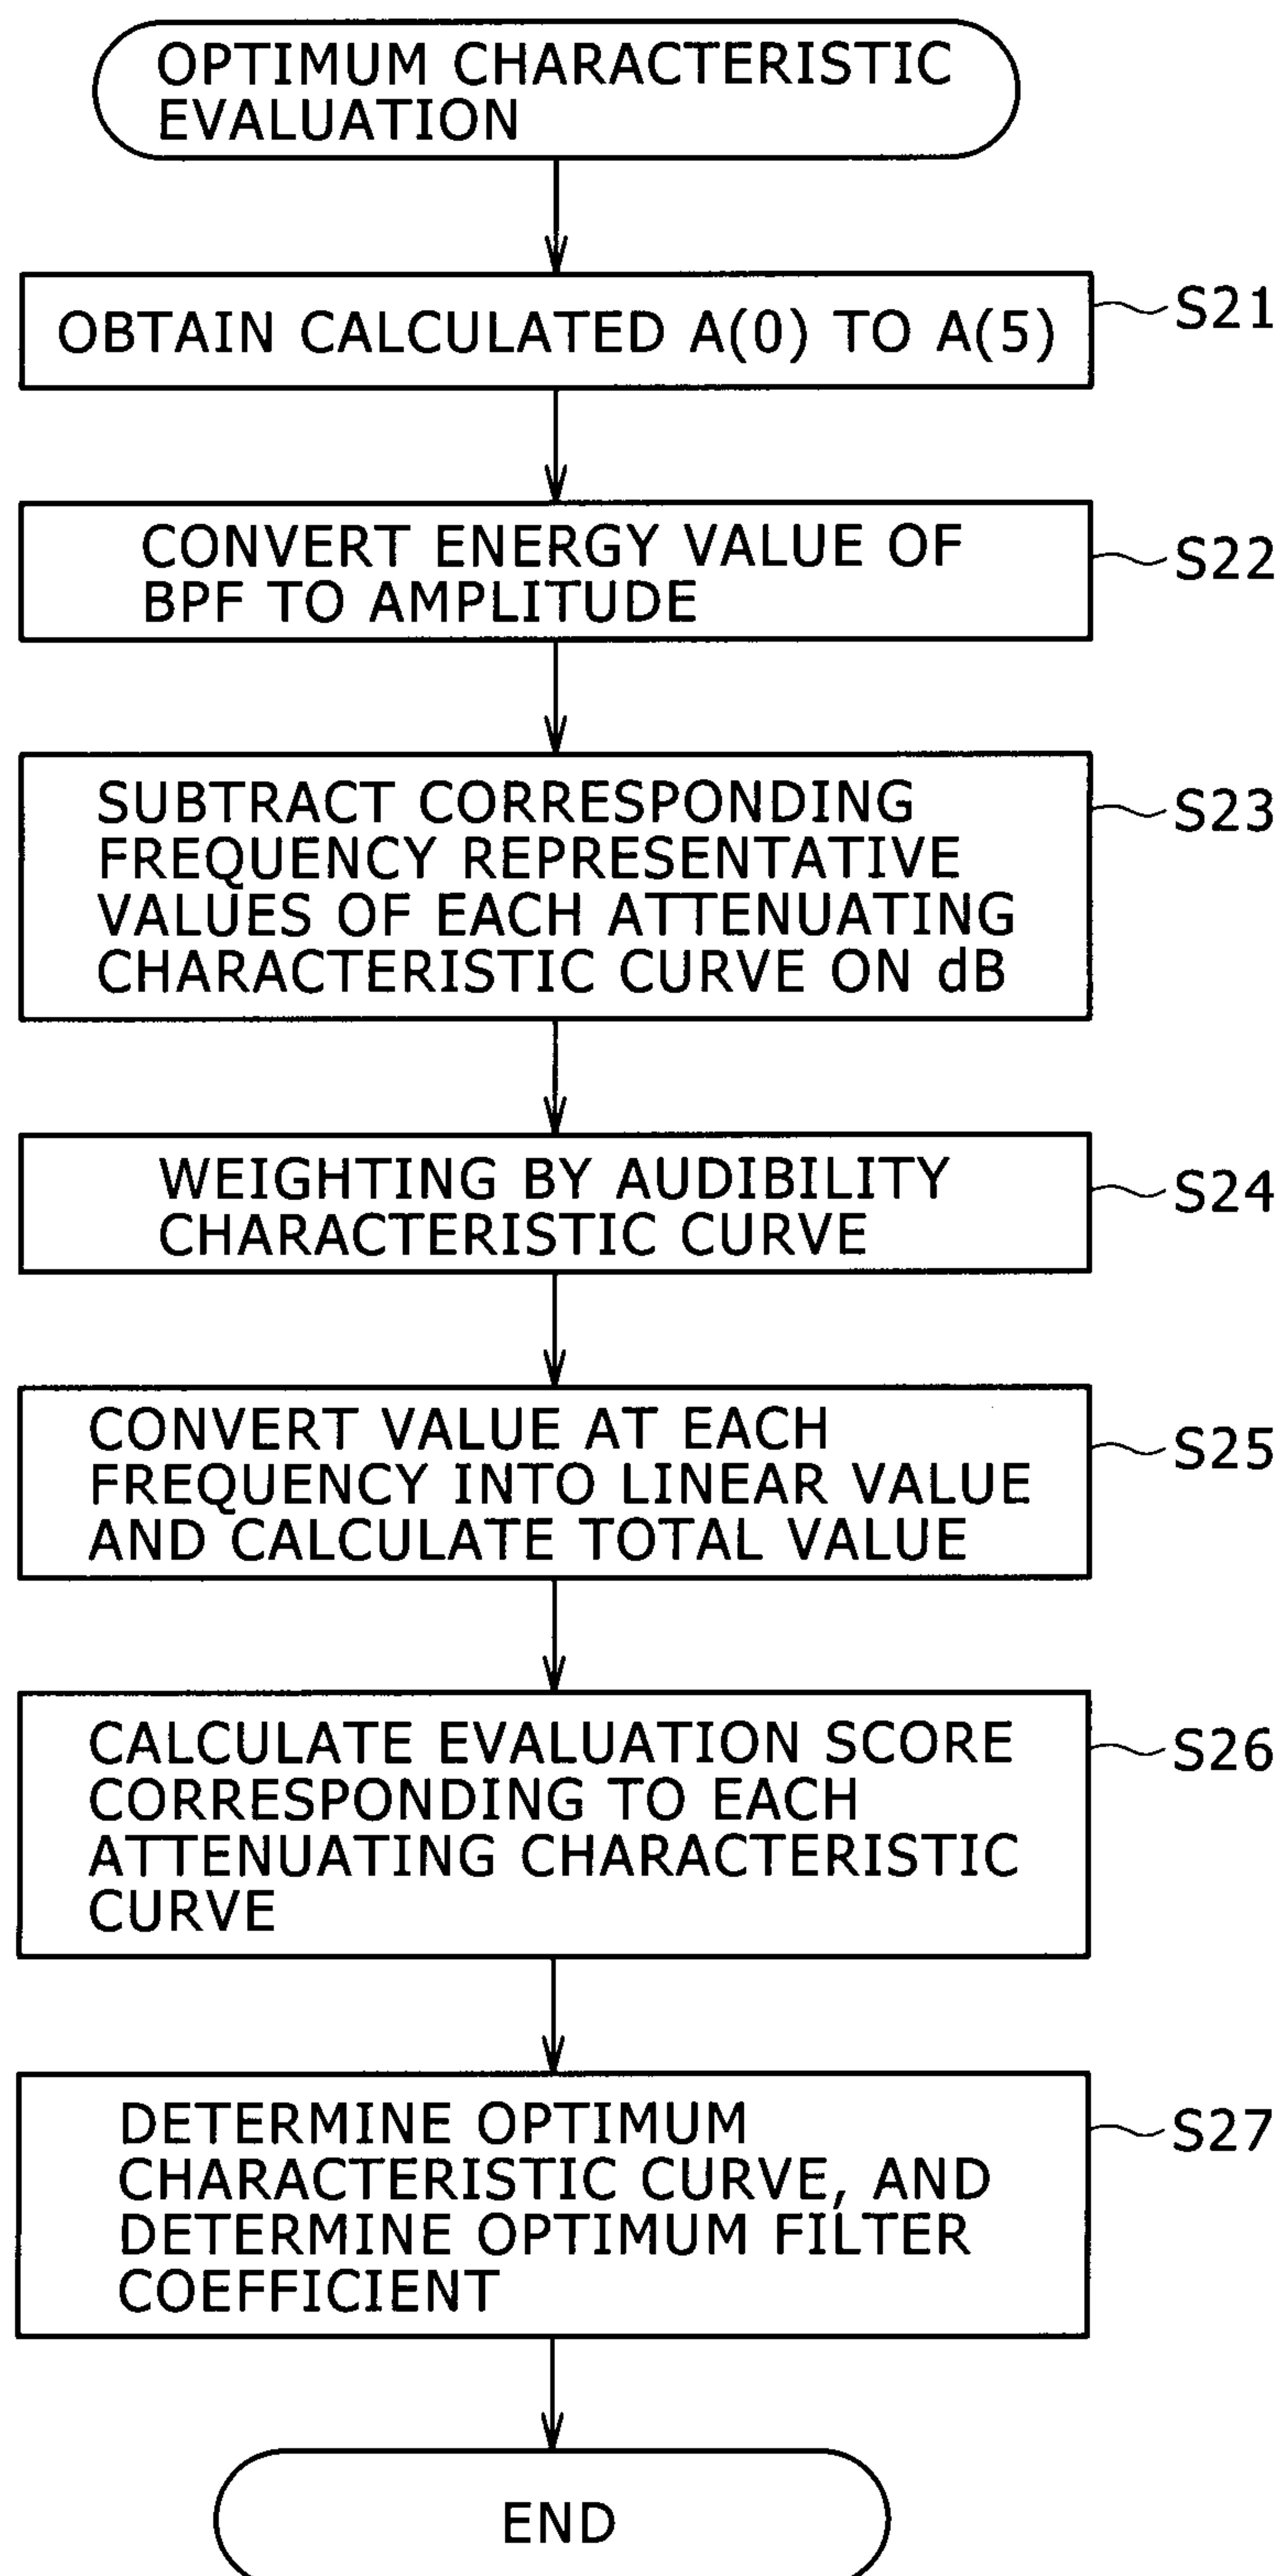 OPTIMUM CHARACTERISTIC
EVALUATION
OBTAIN CALCULATED A(0) TO A(5)
S21
CONVERT ENERGY VALUE OF
BPF TO AMPLITUDE
S22
SUBTRACT CORRESPONDING
FREQUENCY REPRESENTATIVE
VALUES OF EACH ATTENUATING
CHARACTERISTIC CURVE ON dB
S23
WEIGHTING BY AUDIBILITY
CHARACTERISTIC CURVE
S24
CONVERT VALUE AT EACH
FREQUENCY INTO LINEAR VALUE
AND CALCULATE TOTAL VALUE
S25
CALCULATE EVALUATION SCORE
CORRESPONDING TO EACH
ATTENUATING CHARACTERISTIC
CURVE
S26
DETERMINE OPTIMUM
CHARACTERISTIC CURVE, AND
DETERMINE OPTIMUM FILTER
COEFFICIENT
S27
END